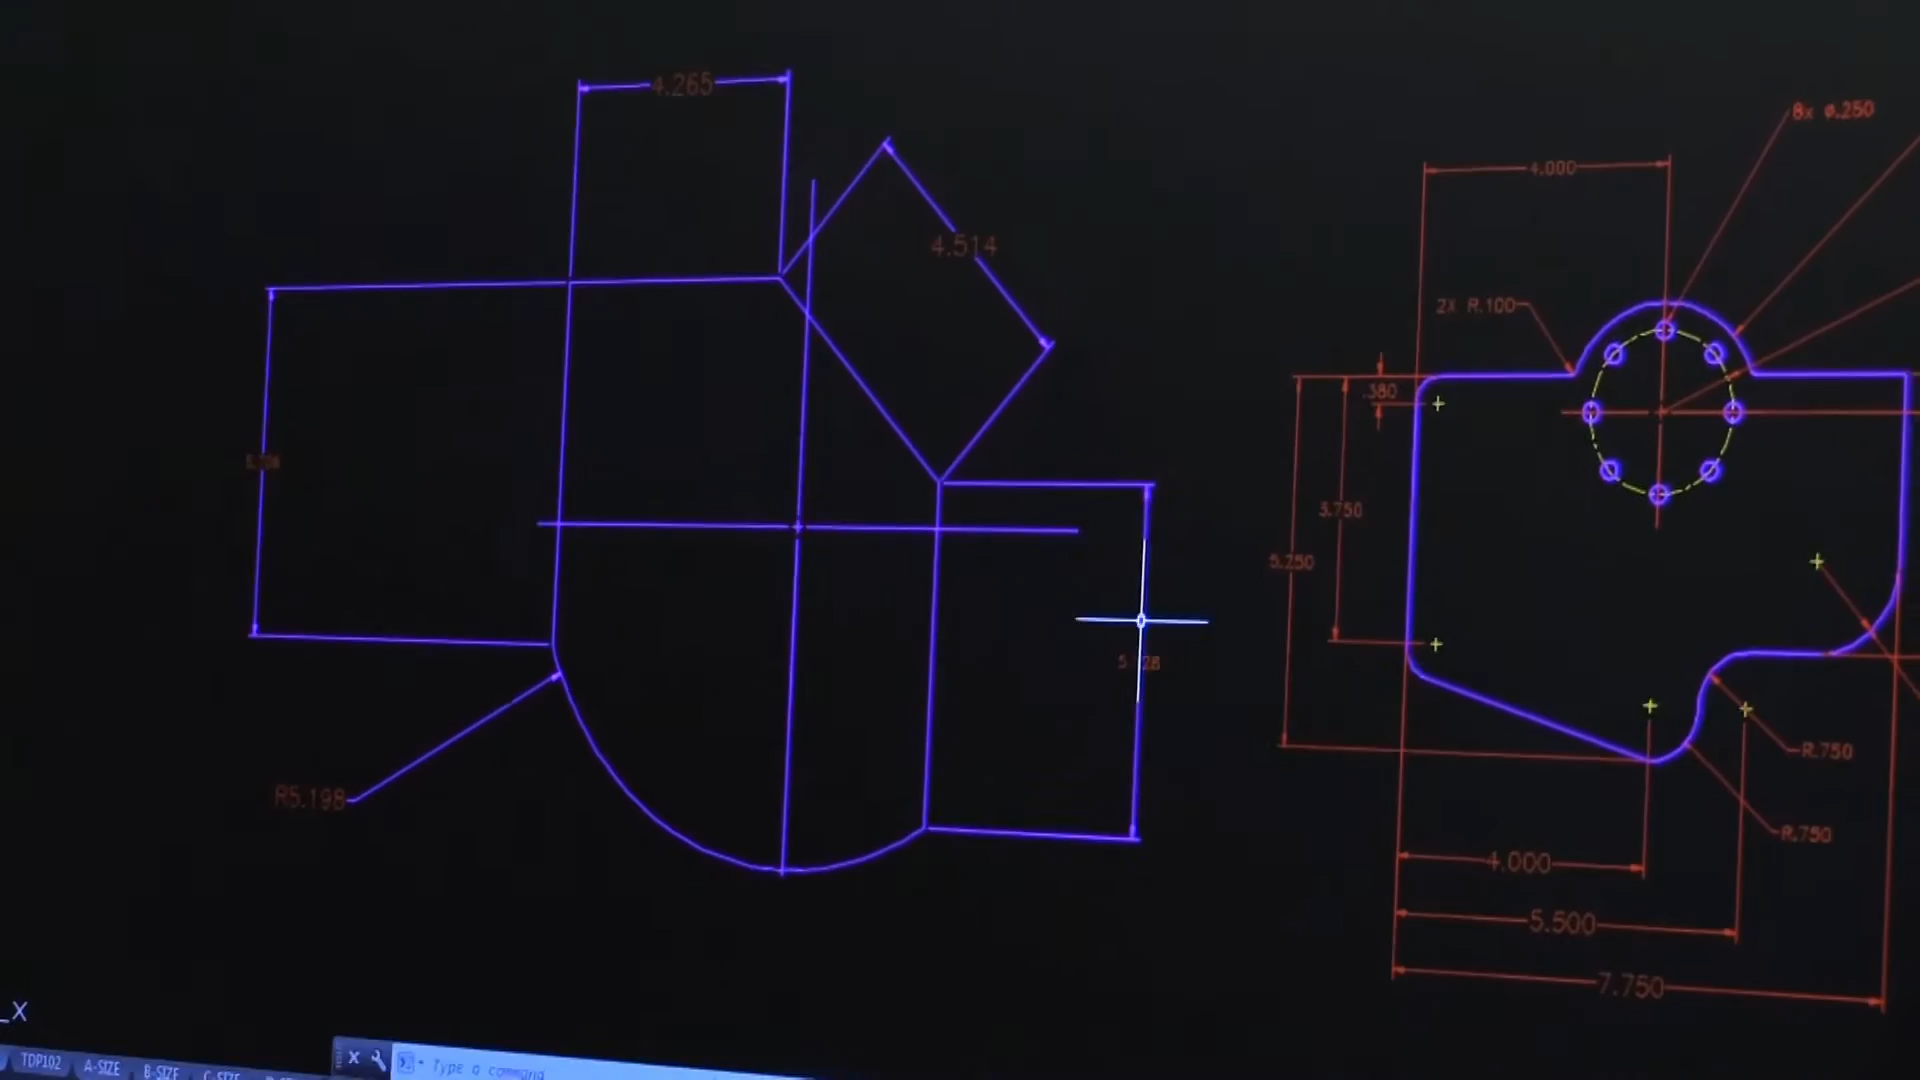 4.265
4.514
R5.198
8x ø.250
4.000
2X R.100
.380
3.750
5.250
R.750
R.750
4.000
5.500
7.750
X
TDP102 A-SIZE B-SIZE C-SIZE
Type a command